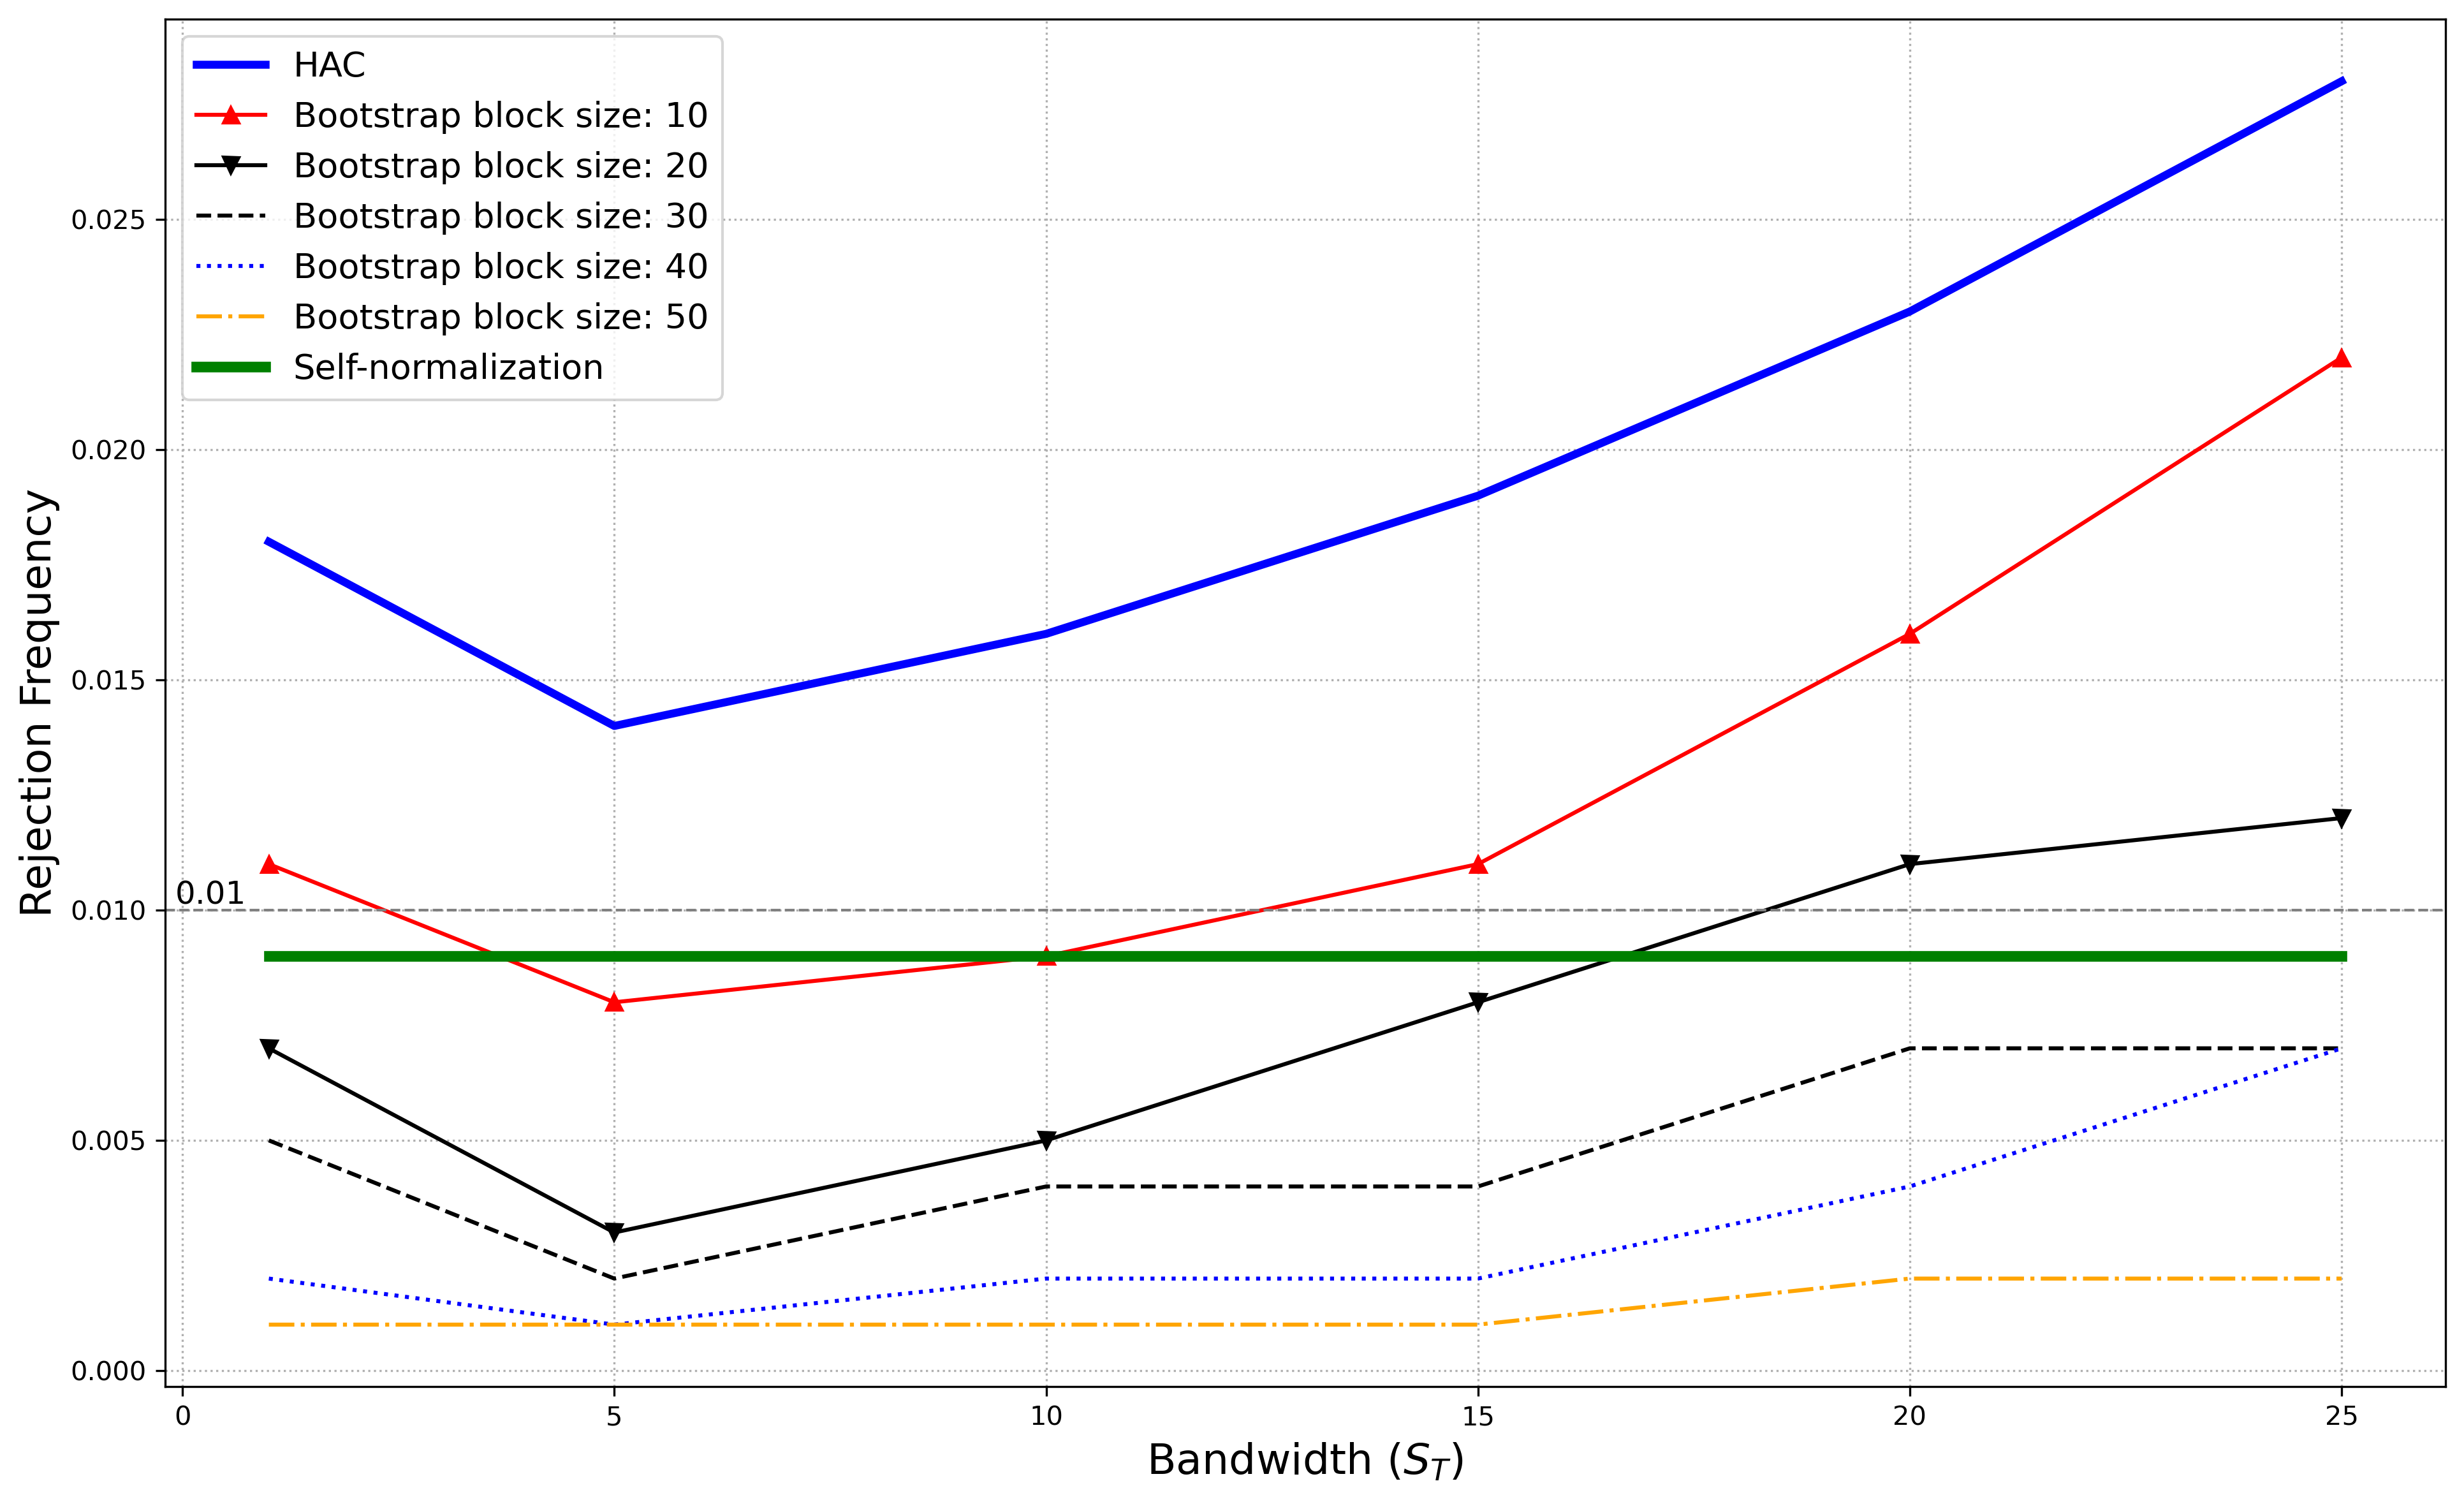 HAC
Bootstrap block size: 10
Bootstrap block size: 20
Bootstrap block size: 30
Bootstrap block size: 40
Bootstrap block size: 50
Self-normalization
Rejection Frequency
0.025
0.020
0.015
0.010
0.005
0.000
0.01
0 5 10 15 20 25
Bandwidth (S_T)